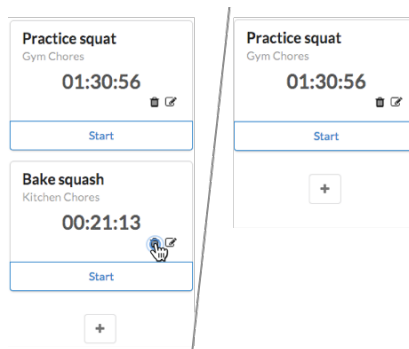 Practice squat
Gym Chores
01:30:56
Start
Bake squash
Kitchen Chores
00:21:13
Start
+
Practice squat
Gym Chores
01:30:56
Start
+